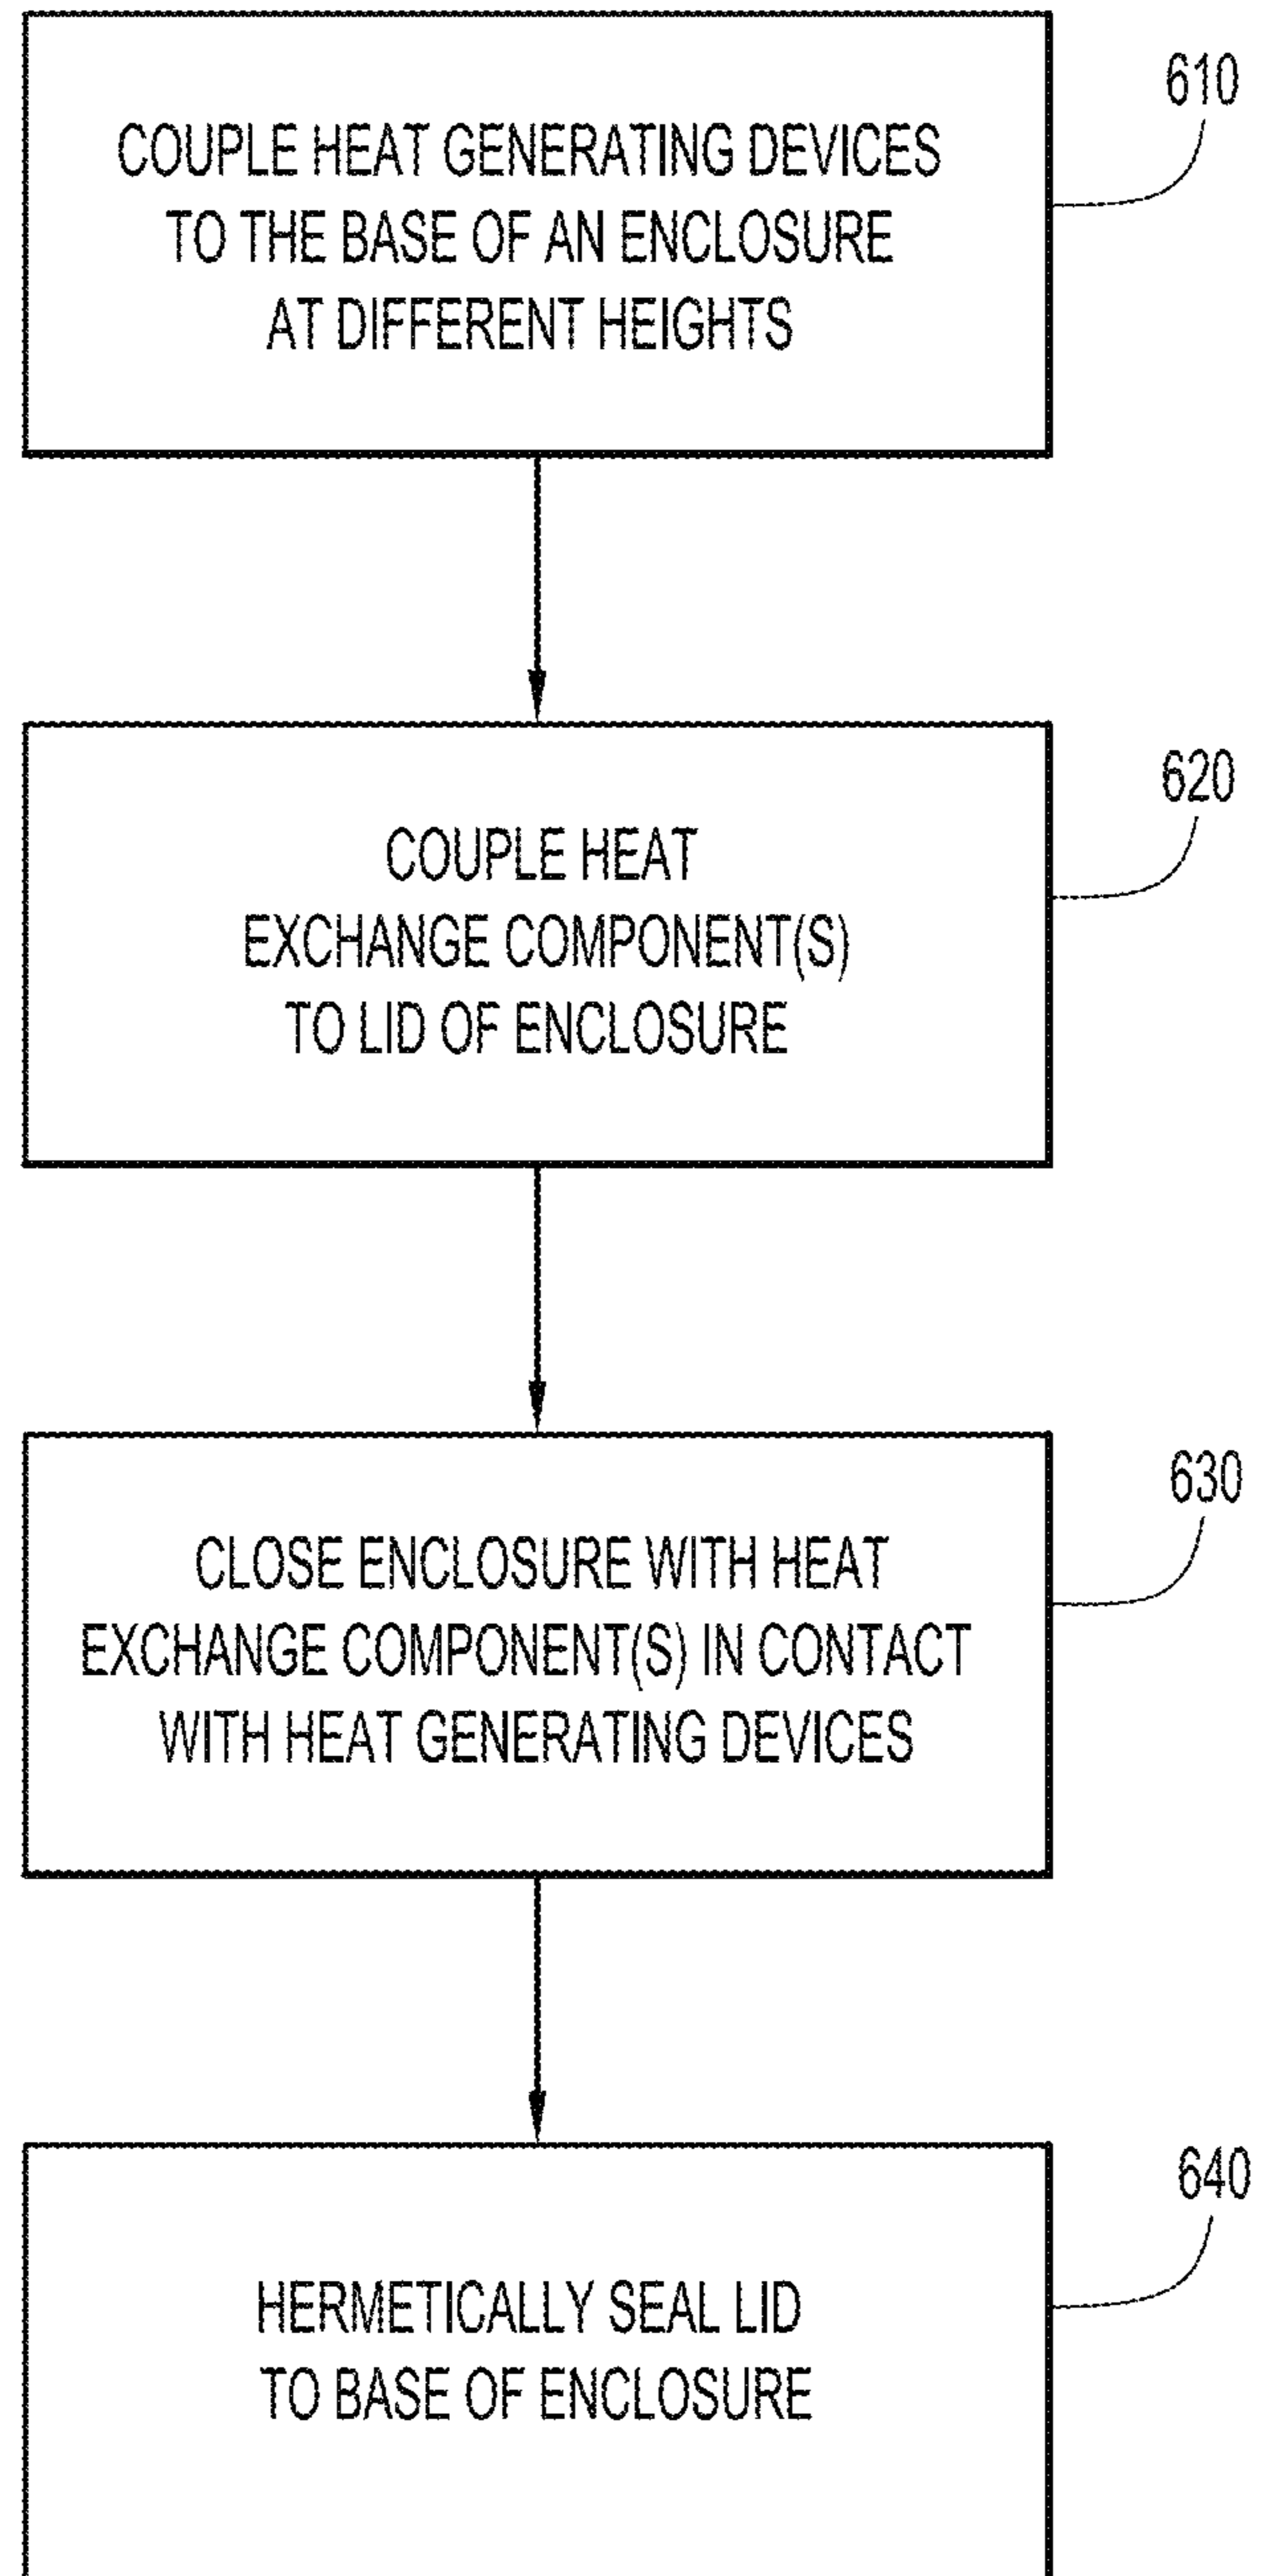 610
COUPLE HEAT GENERATING DEVICES
TO THE BASE OF AN ENCLOSURE
AT DIFFERENT HEIGHTS
620
COUPLE HEAT
EXCHANGE COMPONENT(S)
TO LID OF ENCLOSURE
630
CLOSE ENCLOSURE WITH HEAT
EXCHANGE COMPONENT(S) IN CONTACT
WITH HEAT GENERATING DEVICES
640
HERMETICALLY SEAL LID
TO BASE OF ENCLOSURE